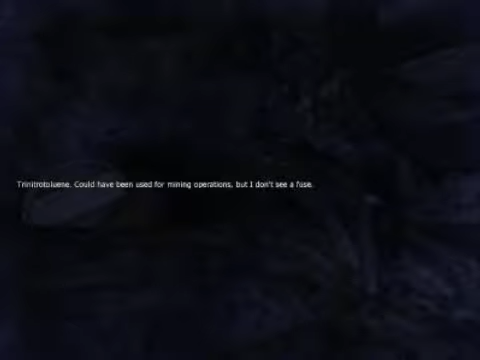 Trinitrotoluene. Could have been used for mining operations, but I don't see a fuse.